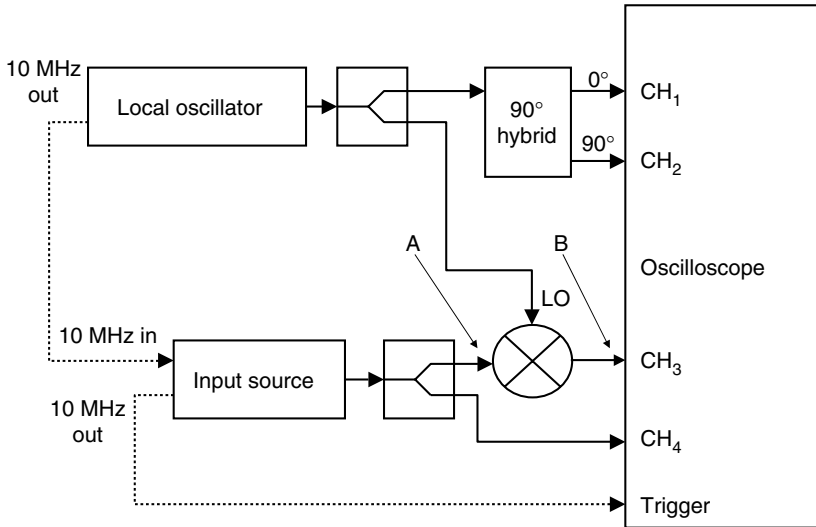 10 MHz
out
Local oscillator
90°
hybrid
0°
CH1
90°
CH2
A
B
Oscilloscope
LO
10 MHz in
Input source
CH3
10 MHz
out
CH4
Trigger